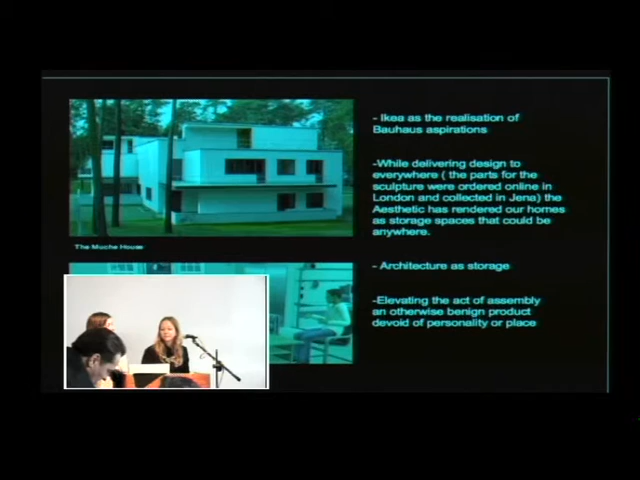 - Ikea as the realisation of
Bauhaus aspirations
-While delivering design to
everywhere ( the parts for the
sculpture were ordered online in
London and collected in Jena) the
Aesthetic has rendered our homes
as storage spaces that could be
anywhere.
- Architecture as storage
-Elevating the act of assembly
an otherwise benign product
devoid of personality or place
The Muche House